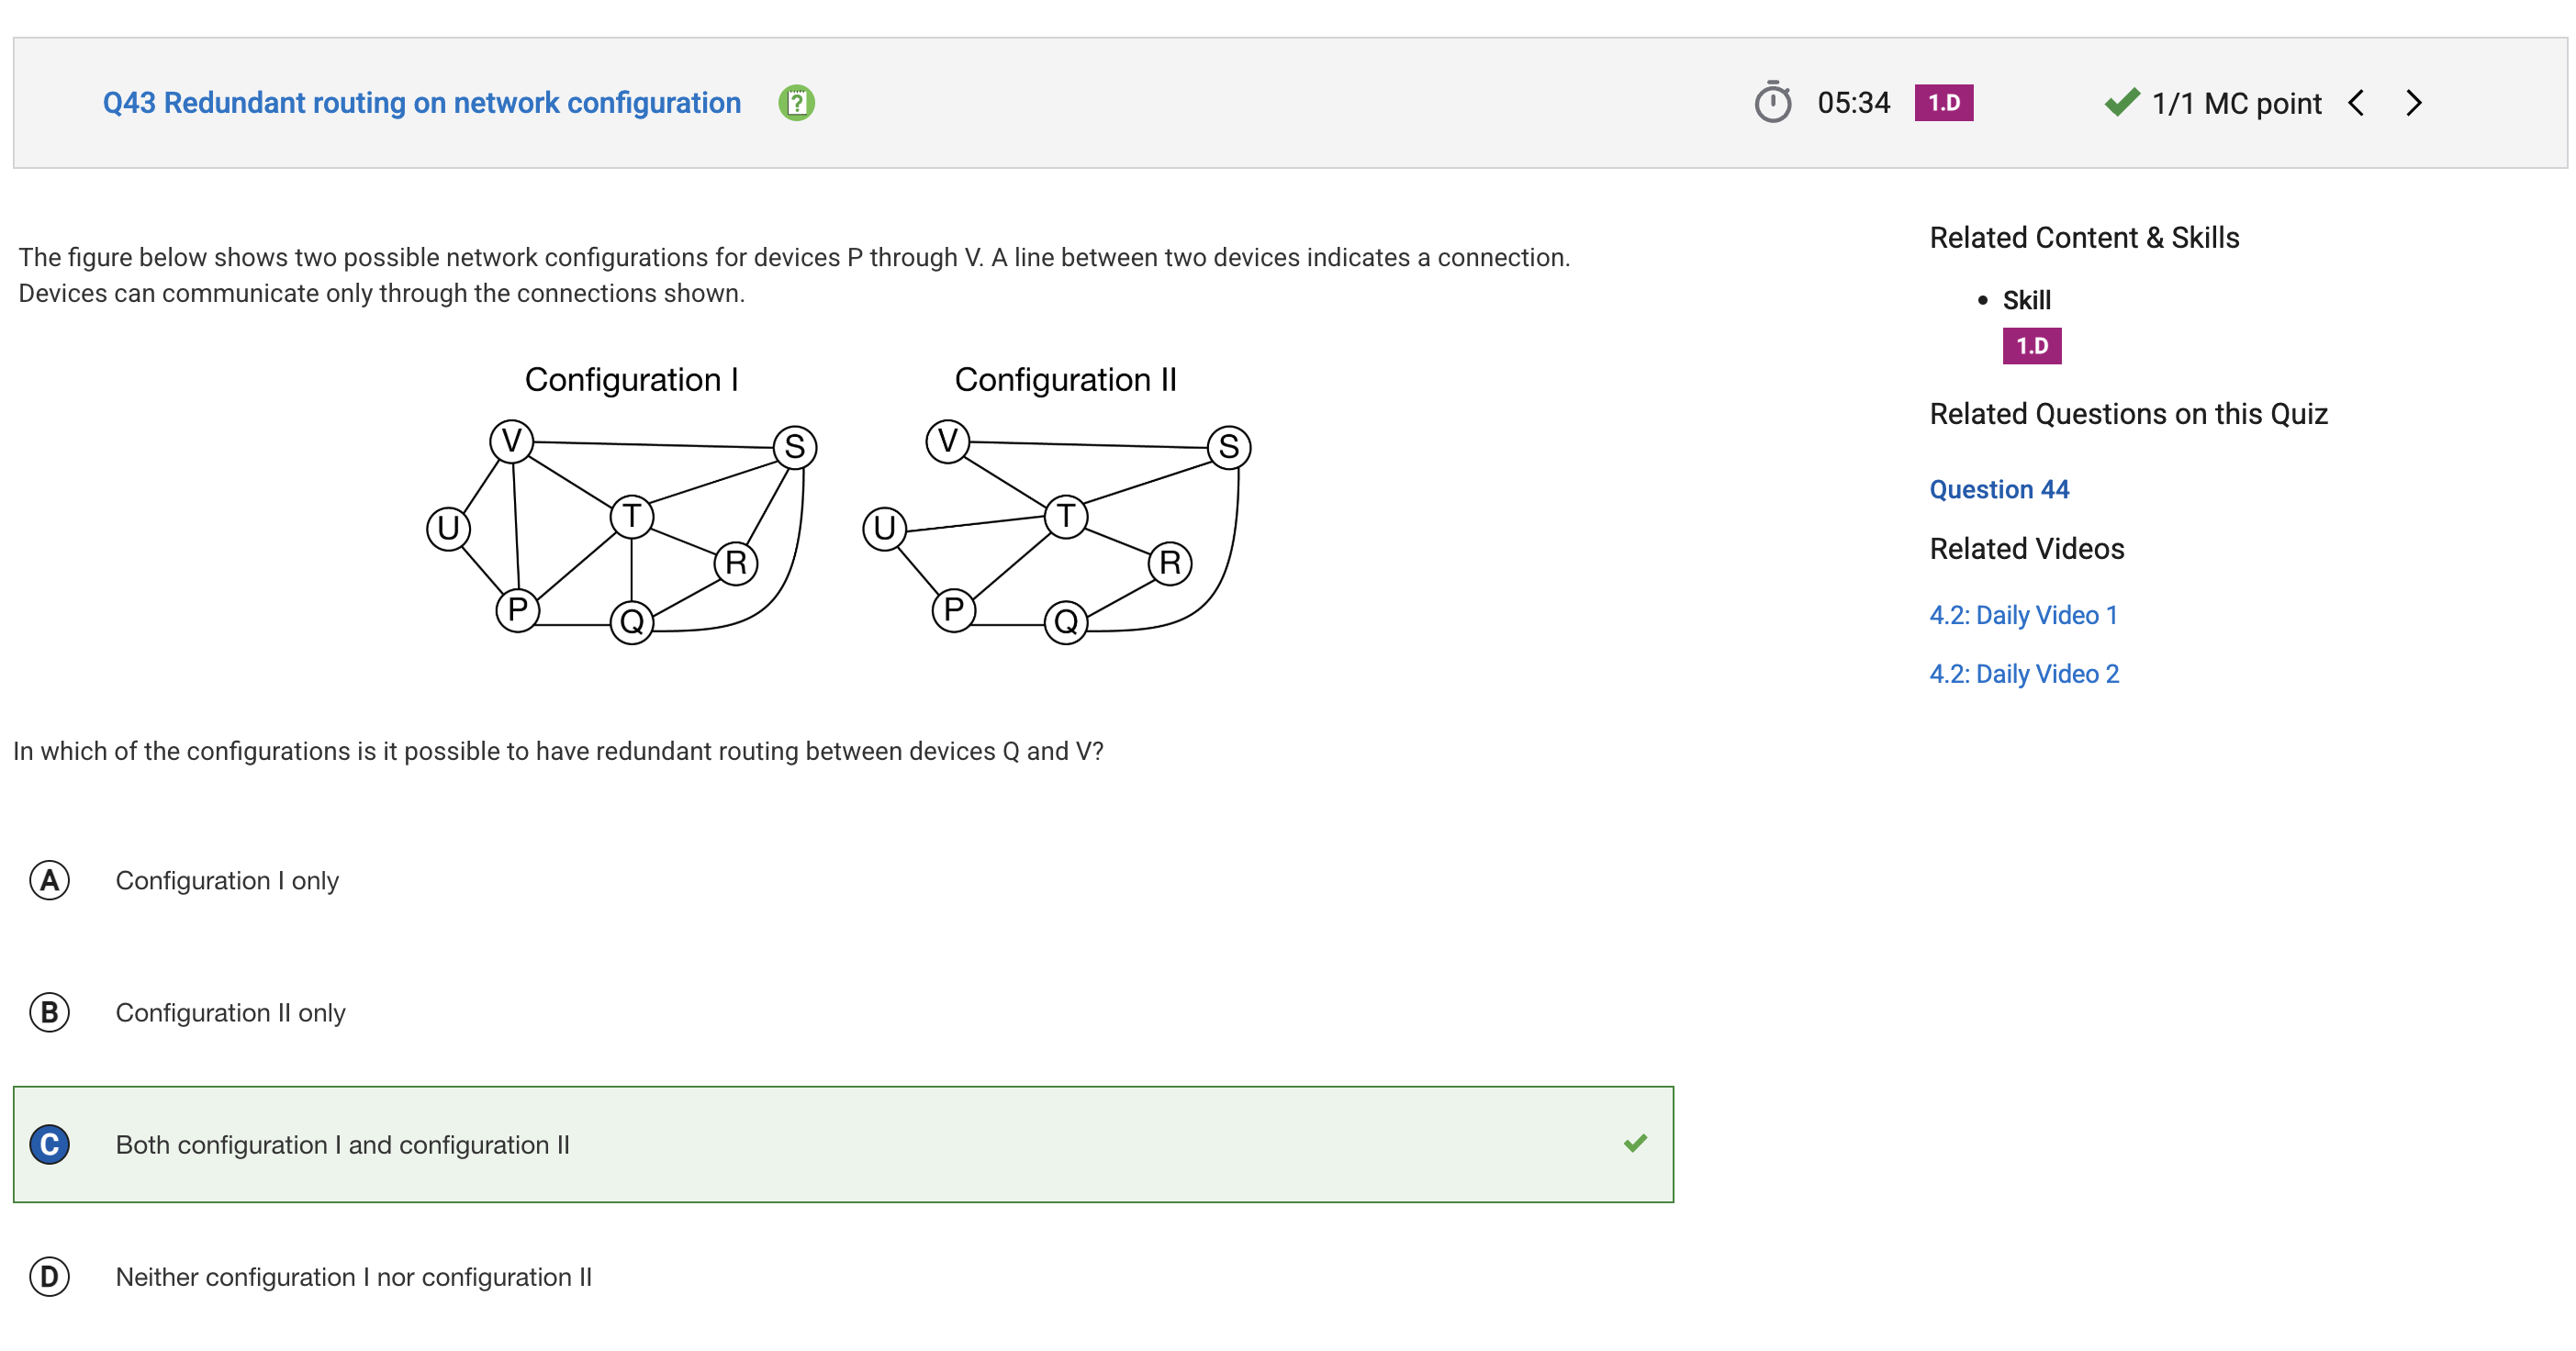 Q43 Redundant routing on network configuration
?
05:34
1.D
1/1 MC point
The figure below shows two possible network configurations for devices P through V. A line between two devices indicates a connection.
Devices can communicate only through the connections shown.
Configuration I
V
S
U
T
R
P
Q
Configuration II
V
S
U
T
R
P
Q
In which of the configurations is it possible to have redundant routing between devices Q and V?
A Configuration I only
B Configuration II only
C Both configuration I and configuration II
D Neither configuration I nor configuration II
Related Content & Skills
• Skill
1.D
Related Questions on this Quiz
Question 44
Related Videos
4.2: Daily Video 1
4.2: Daily Video 2